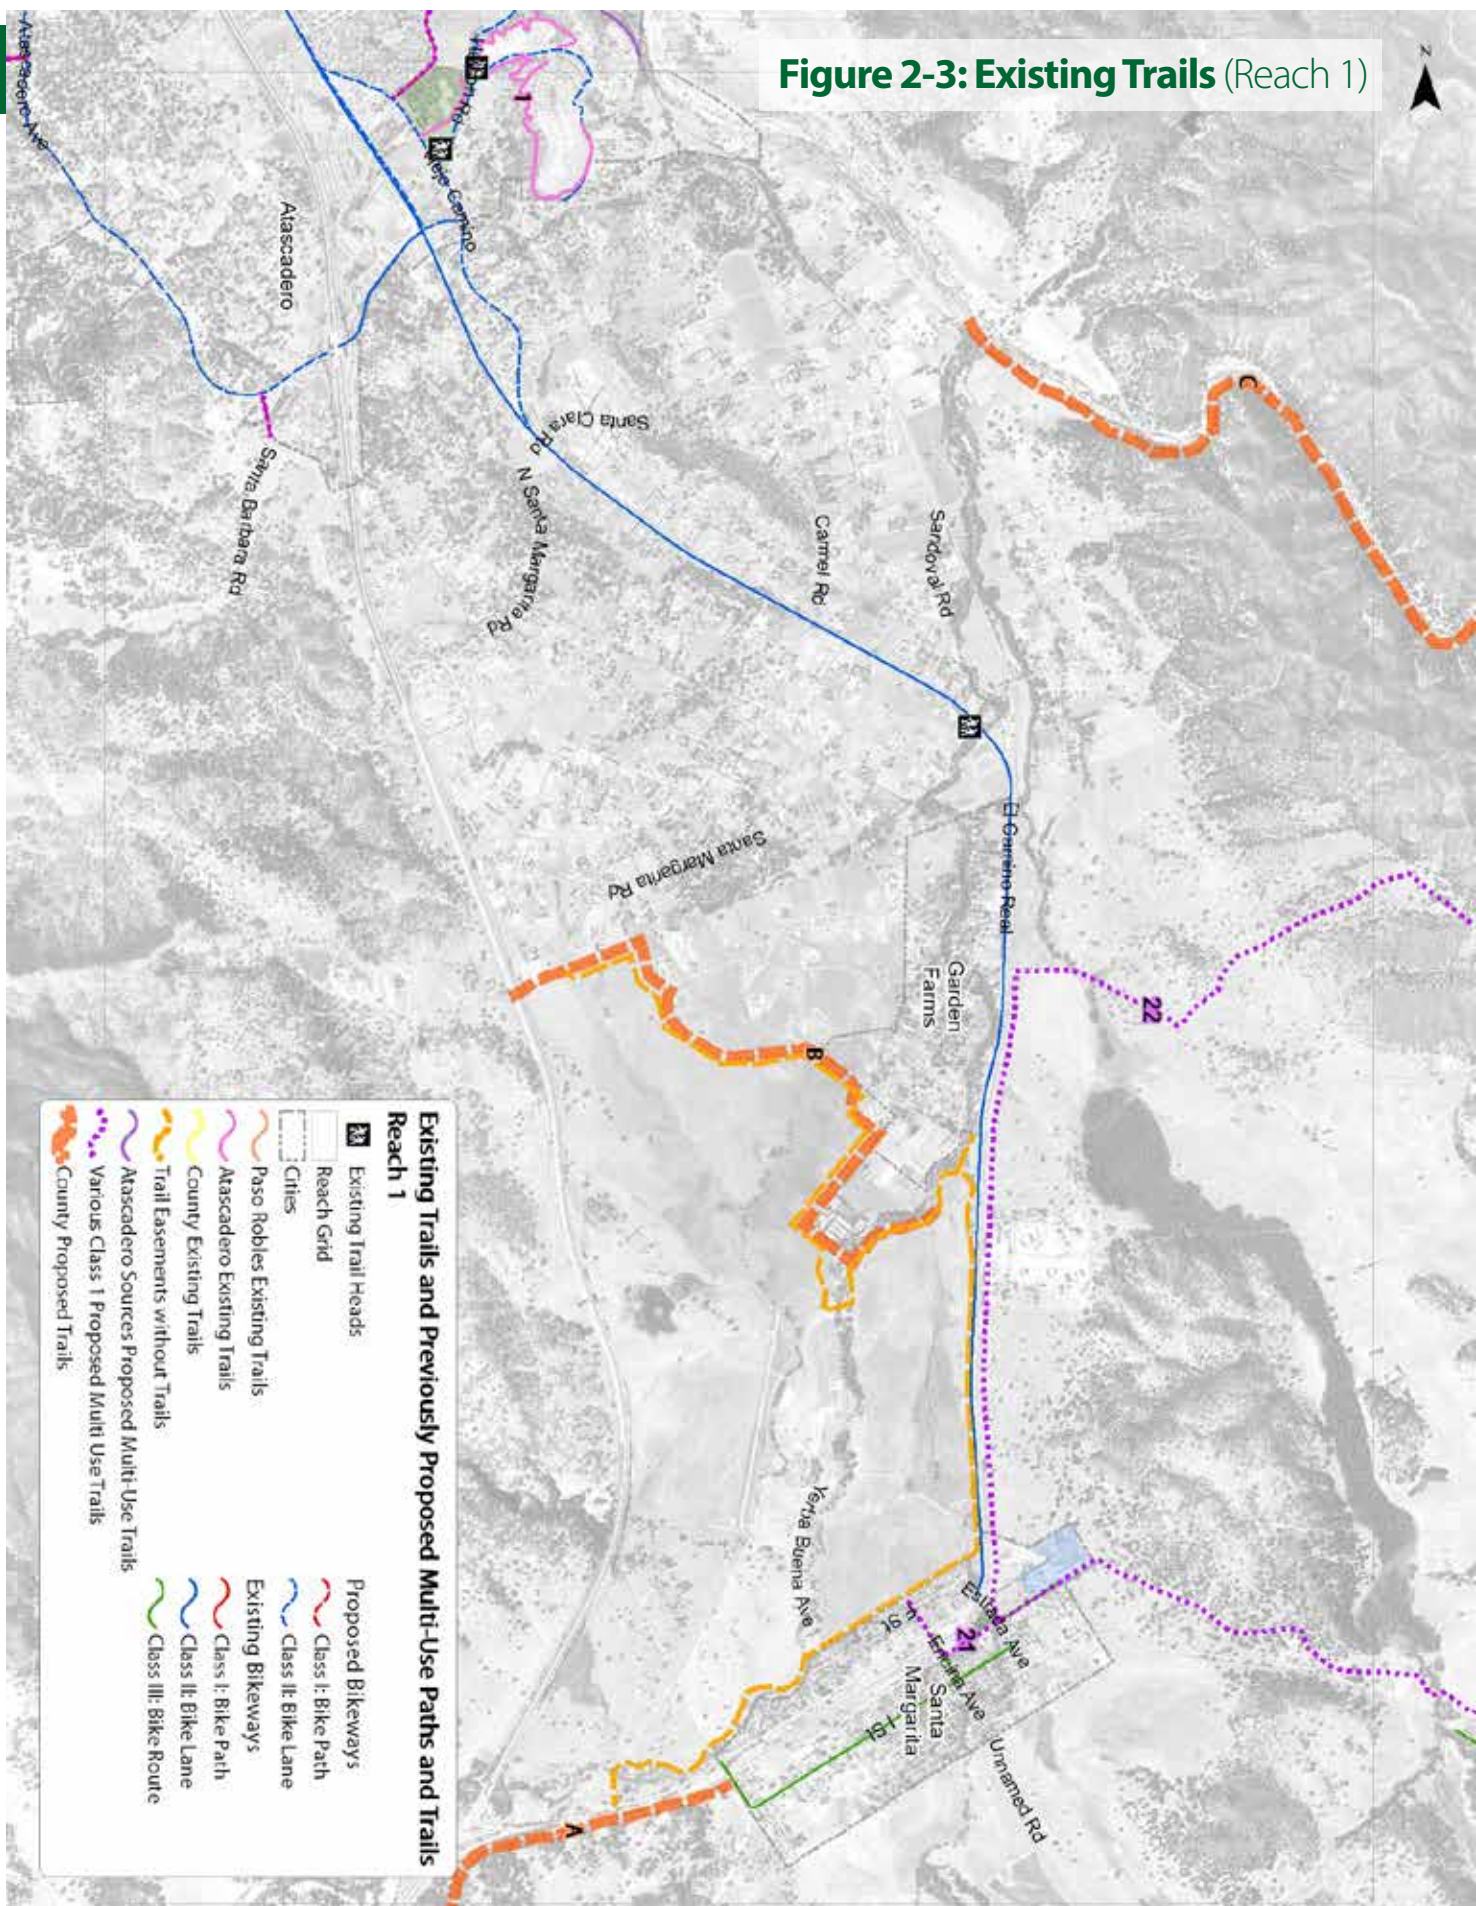 Figure 2-3: Existing Trails (Reach 1)
Z
Atascadero Ave
1
Viejo Camino
Atascadero
C
Santa Clara Rd
Santa Barbara Rd
N Santa Margarita Rd
Carmel Rd
Sandoval Rd
El Camino Real
Santa Margarita Rd
Garden
Farms
22
B
Yerba Buena Ave
Estrada Ave
21
Encina Ave
Santa
Margarita
I St
Unnamed Rd
A
Existing Trails and Previously Proposed Multi-Use Paths and Trails
Reach 1
Existing Trail Heads
Reach Grid
Cities
Paso Robles Existing Trails
Atascadero Existing Trails
County Existing Trails
Trail Easements without Trails
Atascadero Sources Proposed Multi-Use Trails
Various Class 1 Proposed Multi Use Trails
County Proposed Trails
Proposed Bikeways
Class I: Bike Path
Class II: Bike Lane
Existing Bikeways
Class I: Bike Path
Class II: Bike Lane
Class III: Bike Route